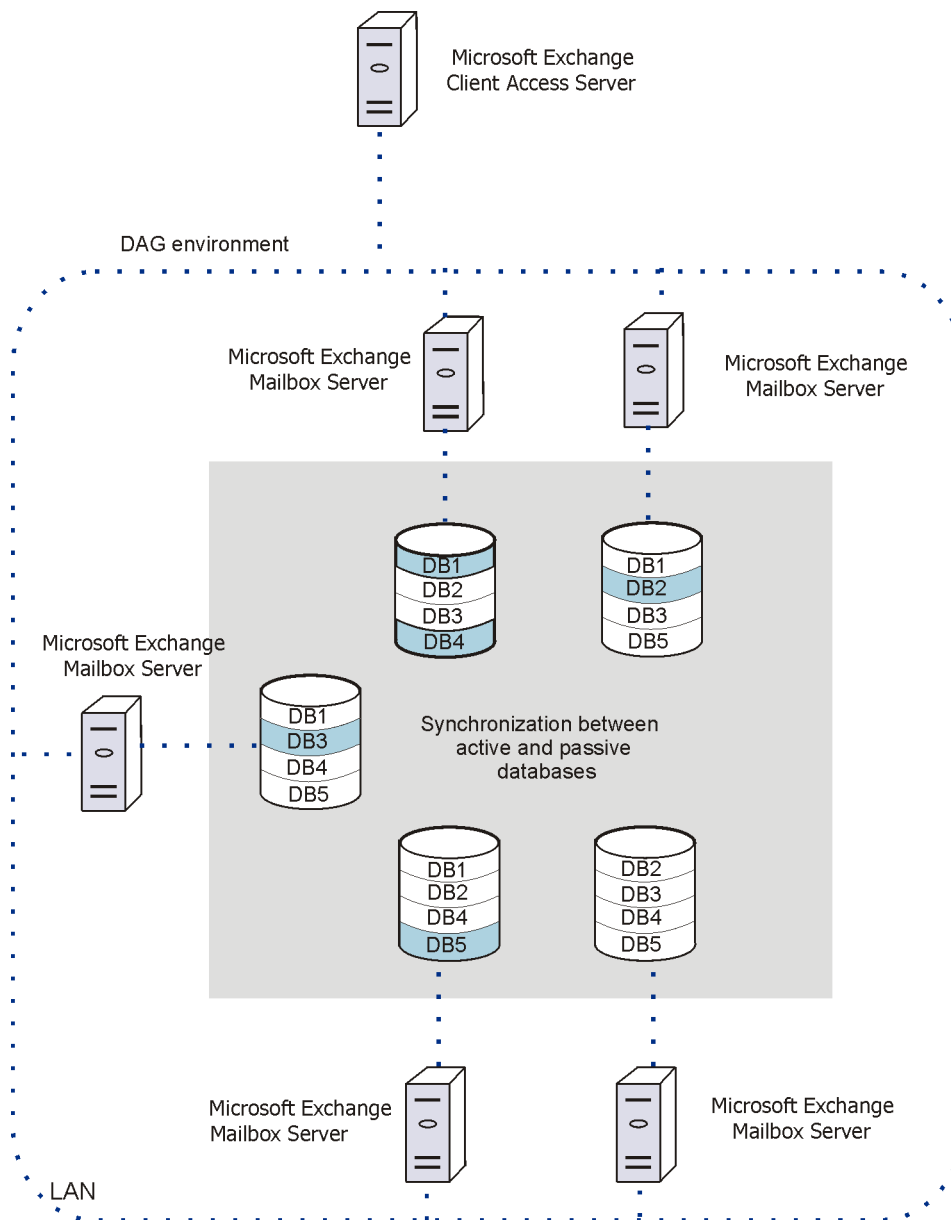 Microsoft Exchange
Client Access Server
DAG environment
Microsoft Exchange
Mailbox Server
Microsoft Exchange
Mailbox Server
DB1
DB2
DB3
DB4
DB1
DB2
DB3
DB5
Microsoft Exchange
Mailbox Server
DB1
DB3
DB4
DB5
Synchronization between
active and passive
databases
DB1
DB2
DB4
DB5
DB2
DB3
DB4
DB5
Microsoft Exchange
Mailbox Server
Microsoft Exchange
Mailbox Server
LAN